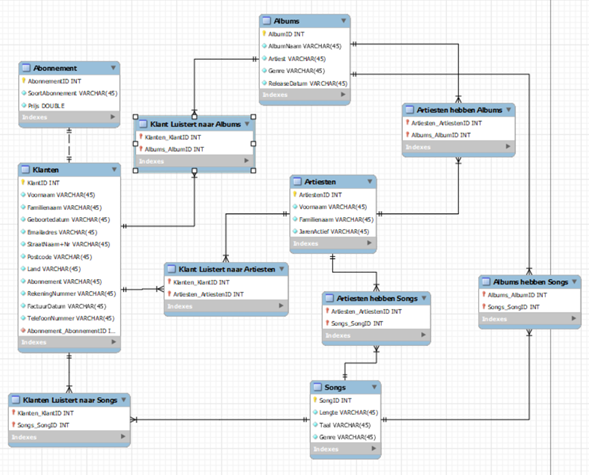 Albums
AlbumID INT
AlbumNaam VARCHAR(45)
Artiest VARCHAR(45)
Genre VARCHAR(45)
ReleaseDatum VARCHAR(45)
Indexes
Abonnement
AbonnementID INT
SoortAbonnement VARCHAR(45)
Prijs DOUBLE
Indexes
Klant Luistert naar Albums
Klanten_KlantID INT
Albums_AlbumID INT
Indexes
Artiesten hebben Albums
Artiesten_ArtiestenID INT
Albums_AlbumID INT
Indexes
Klanten
KlantID INT
Voornaam VARCHAR(45)
Familienaam VARCHAR(45)
Geboortedatum VARCHAR(45)
Emailadres VARCHAR(45)
StraatNaam+Nr VARCHAR(45)
Postcode VARCHAR(45)
Land VARCHAR(45)
Abonnement VARCHAR(45)
RekeningNummer VARCHAR(45)
FactuurDatum VARCHAR(45)
TelefoonNummer VARCHAR(45)
Abonnement_AbonnementID I...
Indexes
Artiesten
ArtiestenID INT
Voornaam VARCHAR(45)
Familienaam VARCHAR(45)
JarenActief VARCHAR(45)
Indexes
Klant Luistert naar Artiesten
Klanten_KlantID INT
Artiesten_ArtiestenID INT
Indexes
Artiesten hebben Songs
Artiesten_ArtiestenID INT
Songs_SongID INT
Indexes
Albums hebben Songs
Albums_AlbumID INT
Songs_SongID INT
Indexes
Klanten Luistert naar Songs
Klanten_KlantID INT
Songs_SongID INT
Indexes
Songs
SongID INT
Lengte VARCHAR(45)
Taal VARCHAR(45)
Genre VARCHAR(45)
Indexes